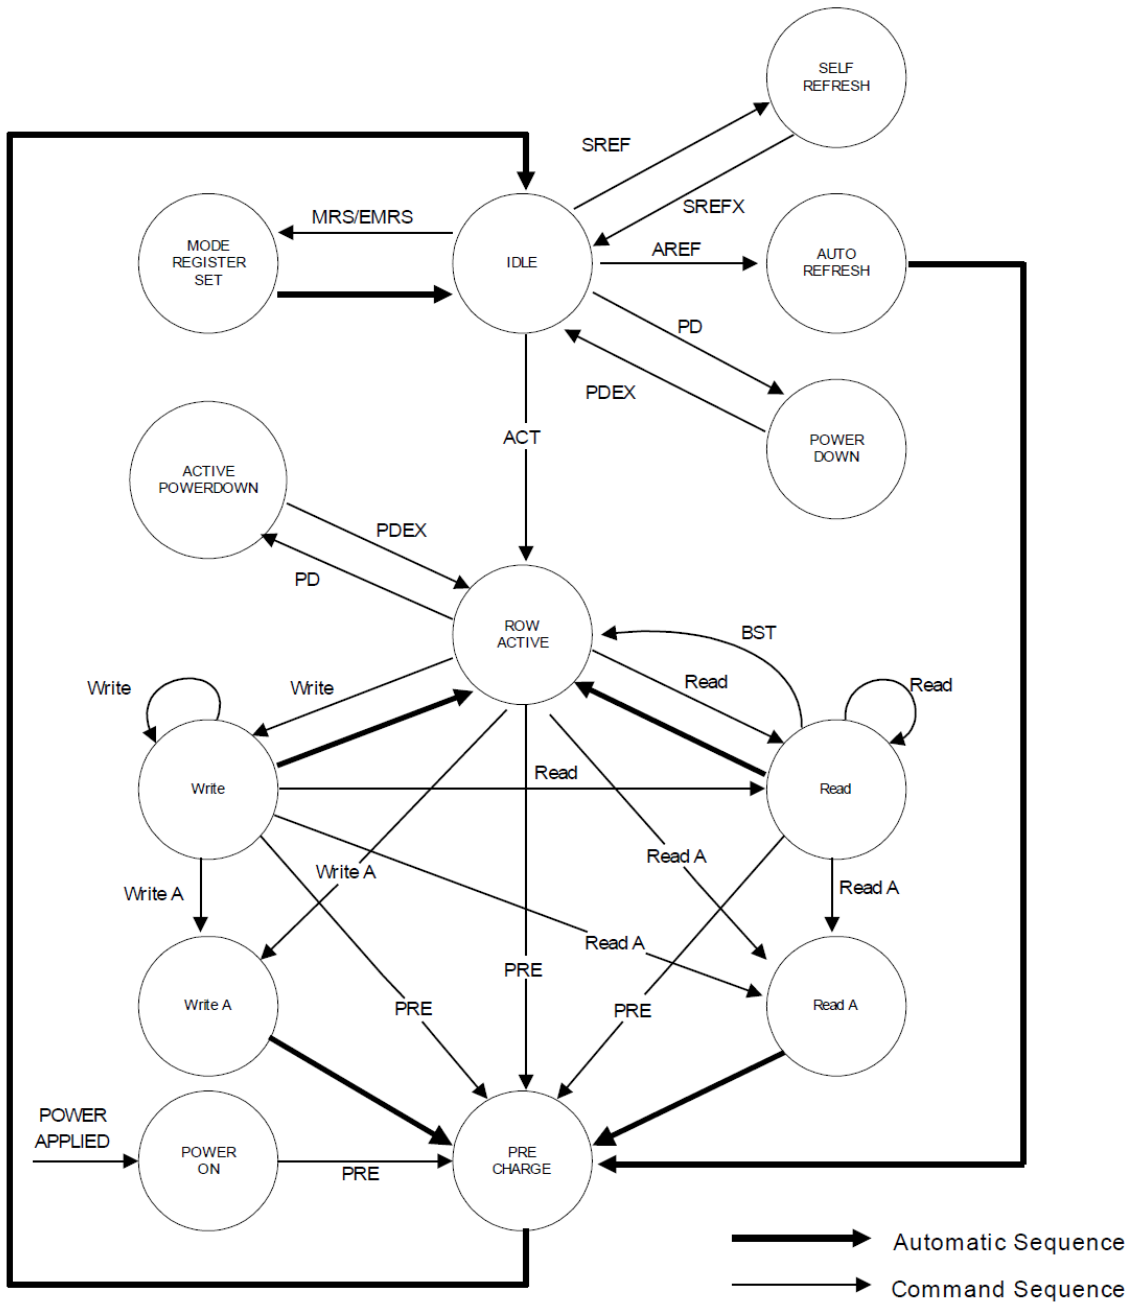 SELF
REFRESH
SREF
SREFX
MRS/EMRS
MODE
REGISTER
SET
IDLE
AREF
AUTO
REFRESH
PD
PDEX
POWER
DOWN
ACT
ACTIVE
POWERDOWN
PDEX
PD
ROW
ACTIVE
BST
Write
Write
Read
Read
Write
Read
Read
Write A
Write A
Read A
Read A
Read A
PRE
PRE
PRE
Write A
Read A
POWER
APPLIED
POWER
ON
PRE
PRE
CHARGE
Automatic Sequence
Command Sequence